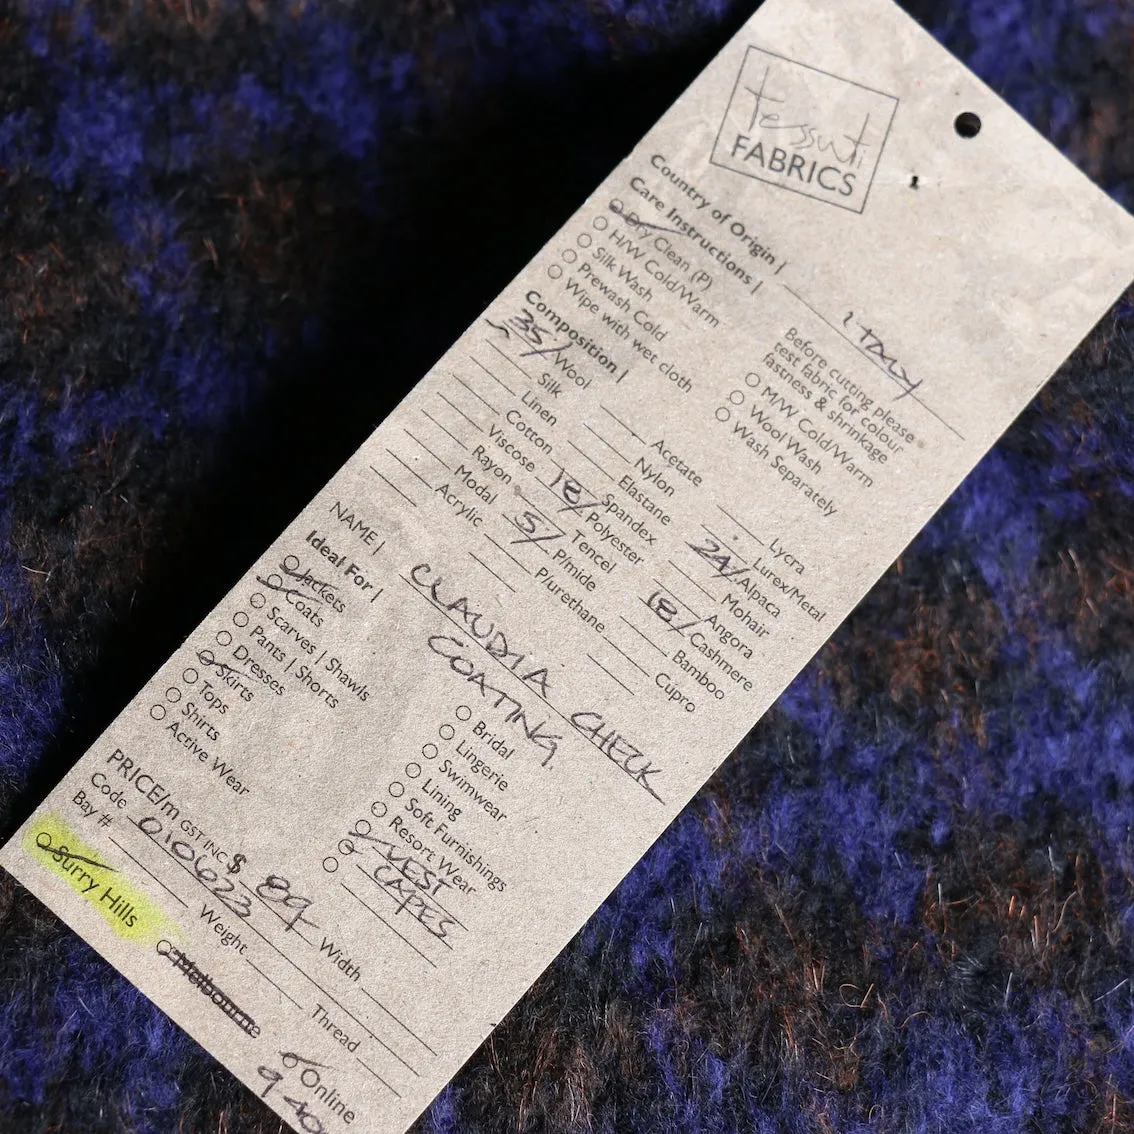 tessuti
FABRICS
Country of Origin | ITALY
Care Instructions |
Dry Clean (P)
H/W Cold/Warm
Silk Wash
Prewash Cold
Wipe with wet cloth
Before cutting please
test fabric for colour
fastness & shrinkage
M/W Cold/Warm
Wool Wash
Wash Separately
Composition |
35/ Wool
Silk
Linen
Cotton
Viscose
Rayon
Modal
Acrylic
Acetate
Nylon
Elastane
Spandex
18/ Polyester
Tencel
5/ P/mide
P/urethane
Lycra
Lurex/Metal
24/ Alpaca
Mohair
Angora
18/ Cashmere
Bamboo
Cupro
NAME | CLAUDIA CHECK
COATING
Ideal For |
Jackets
Coats
Scarves | Shawls
Pants | Shorts
Dresses
Skirts
Tops
Shirts
Active Wear
Bridal
Lingerie
Swimwear
Lining
Soft Furnishings
Resort Wear
VEST
CAPES
PRICE/m GST INC $ 89
Code 010623
Bay #
Width
Weight
Thread
Surry Hills
Melbourne
Online